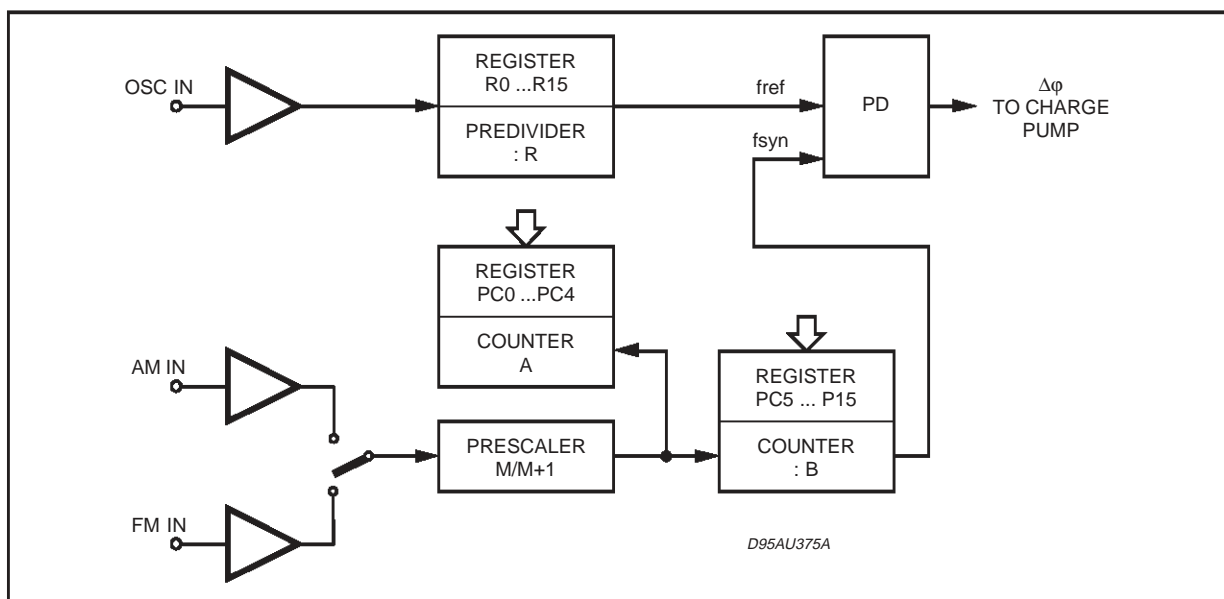 OSC IN
REGISTER
R0 ...R15
PREDIVIDER
: R
fref
fsyn
PD
Δφ
TO CHARGE
PUMP
REGISTER
PC0 ...PC4
COUNTER
A
AM IN
FM IN
PRESCALER
M/M+1
REGISTER
PC5 ... P15
COUNTER
: B
D95AU375A